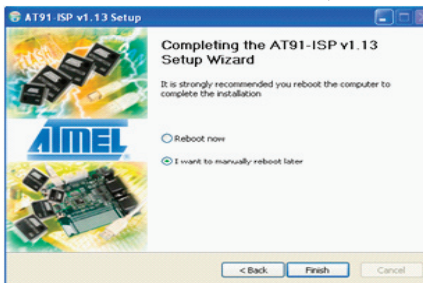 AT91-ISP v1.13 Setup
Completing the AT91-ISP v1.13
Setup Wizard
It is strongly recommended you reboot the computer to
complete the installation
ATMEL
Reboot now
I want to manually reboot later
< Back
Finish
Cancel